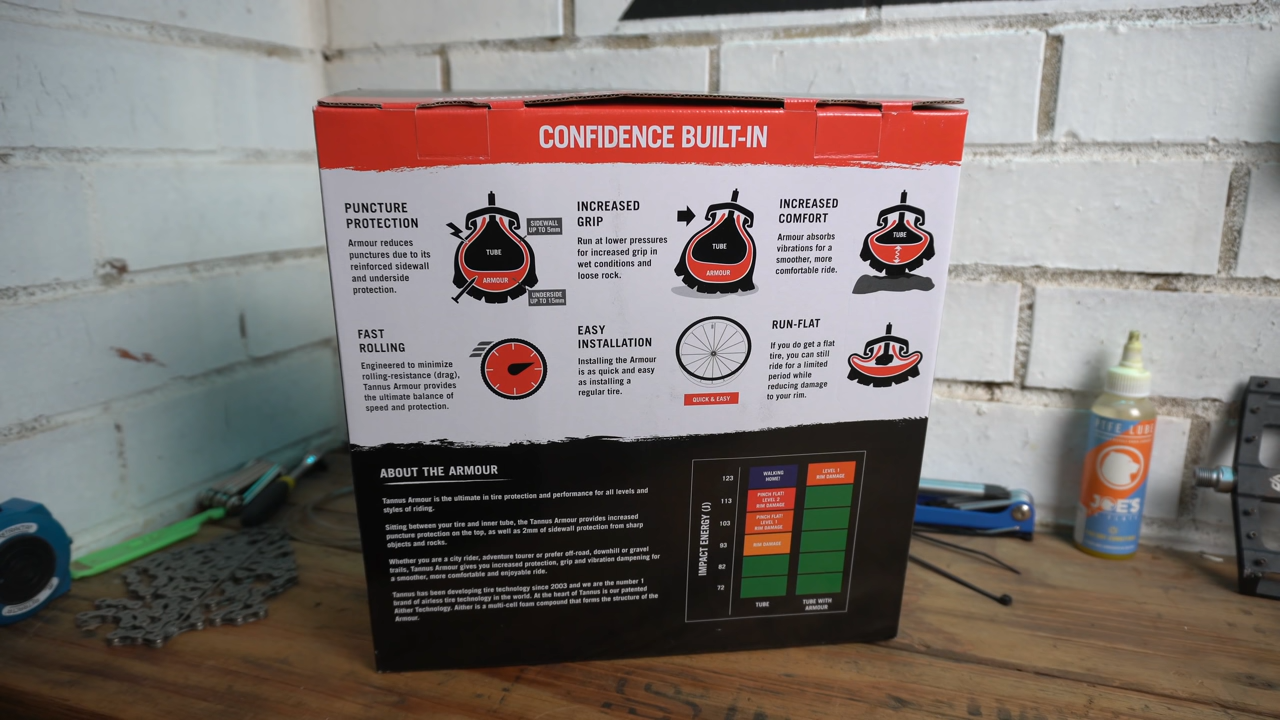 CONFIDENCE BUILT-IN
PUNCTURE
PROTECTION
Armour reduces
punctures due to its
reinforced sidewall
and underside
protection.
SIDEWALL
UP TO 5mm
TUBE
ARMOUR
UNDERSIDE
UP TO 15mm
INCREASED
GRIP
Run at lower pressures
for increased grip in
wet conditions and
loose rock.
TUBE
ARMOUR
INCREASED
COMFORT
Armour absorbs
vibrations for a
smoother, more
comfortable ride.
TUBE
FAST
ROLLING
Engineered to minimize
rolling-resistance (drag),
Tannus Armour provides
the ultimate balance of
speed and protection.
EASY
INSTALLATION
Installing the Armour
is as quick and easy
as installing a
regular tire.
QUICK & EASY
RUN-FLAT
If you do get a flat
tire, you can still
ride for a limited
period while
reducing damage
to your rim.
ABOUT THE ARMOUR
Tannus Armour is the ultimate in tire protection and performance for all levels and
styles of riding.
Sitting between your tire and inner tube, the Tannus Armour provides increased
puncture protection on the top, as well as 2mm of sidewall protection from sharp
objects and rocks.
Whether you are a city rider, adventure tourer or prefer off-road, downhill or gravel
trails, Tannus Armour gives you increased protection, grip and vibration dampening for
a smoother, more comfortable and enjoyable ride.
Tannus has been developing tire technology since 2003 and we are the number 1
brand of airless tire technology in the world. At the heart of Tannus is our patented
Aither Technology. Aither is a multi-cell foam compound that forms the structure of the
Armour.
IMPACT ENERGY (J)
123
113
103
93
82
72
WALKING
HOME!
PINCH FLAT!
LEVEL 2
RIM DAMAGE
PINCH FLAT!
LEVEL 1
RIM DAMAGE
RIM DAMAGE
TUBE
LEVEL 1
RIM DAMAGE
TUBE WITH
ARMOUR
PTFE LUBE